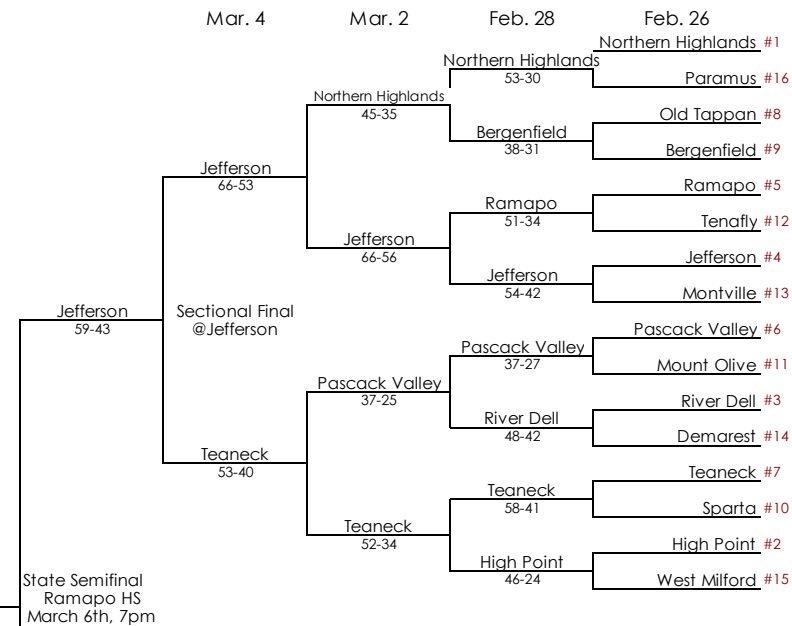 Mar. 4 Mar. 2 Feb. 28 Feb. 26
Northern Highlands #1
Northern Highlands
53-30
Paramus #16
Northern Highlands
45-35
Old Tappan #8
Bergenfield
38-31
Bergenfield #9
Jefferson
66-53
Ramapo #5
Ramapo
51-34
Tenafly #12
Jefferson
66-56
Jefferson #4
Jefferson
54-42
Montville #13
Jefferson
59-43
Sectional Final
@Jefferson
Pascack Valley #6
Pascack Valley
37-27
Mount Olive #11
Pascack Valley
37-25
River Dell #3
River Dell
48-42
Demarest #14
Teaneck
53-40
Teaneck #7
Teaneck
58-41
Sparta #10
Teaneck
52-34
High Point #2
High Point
46-24
West Milford #15
State Semifinal
Ramapo HS
March 6th, 7pm